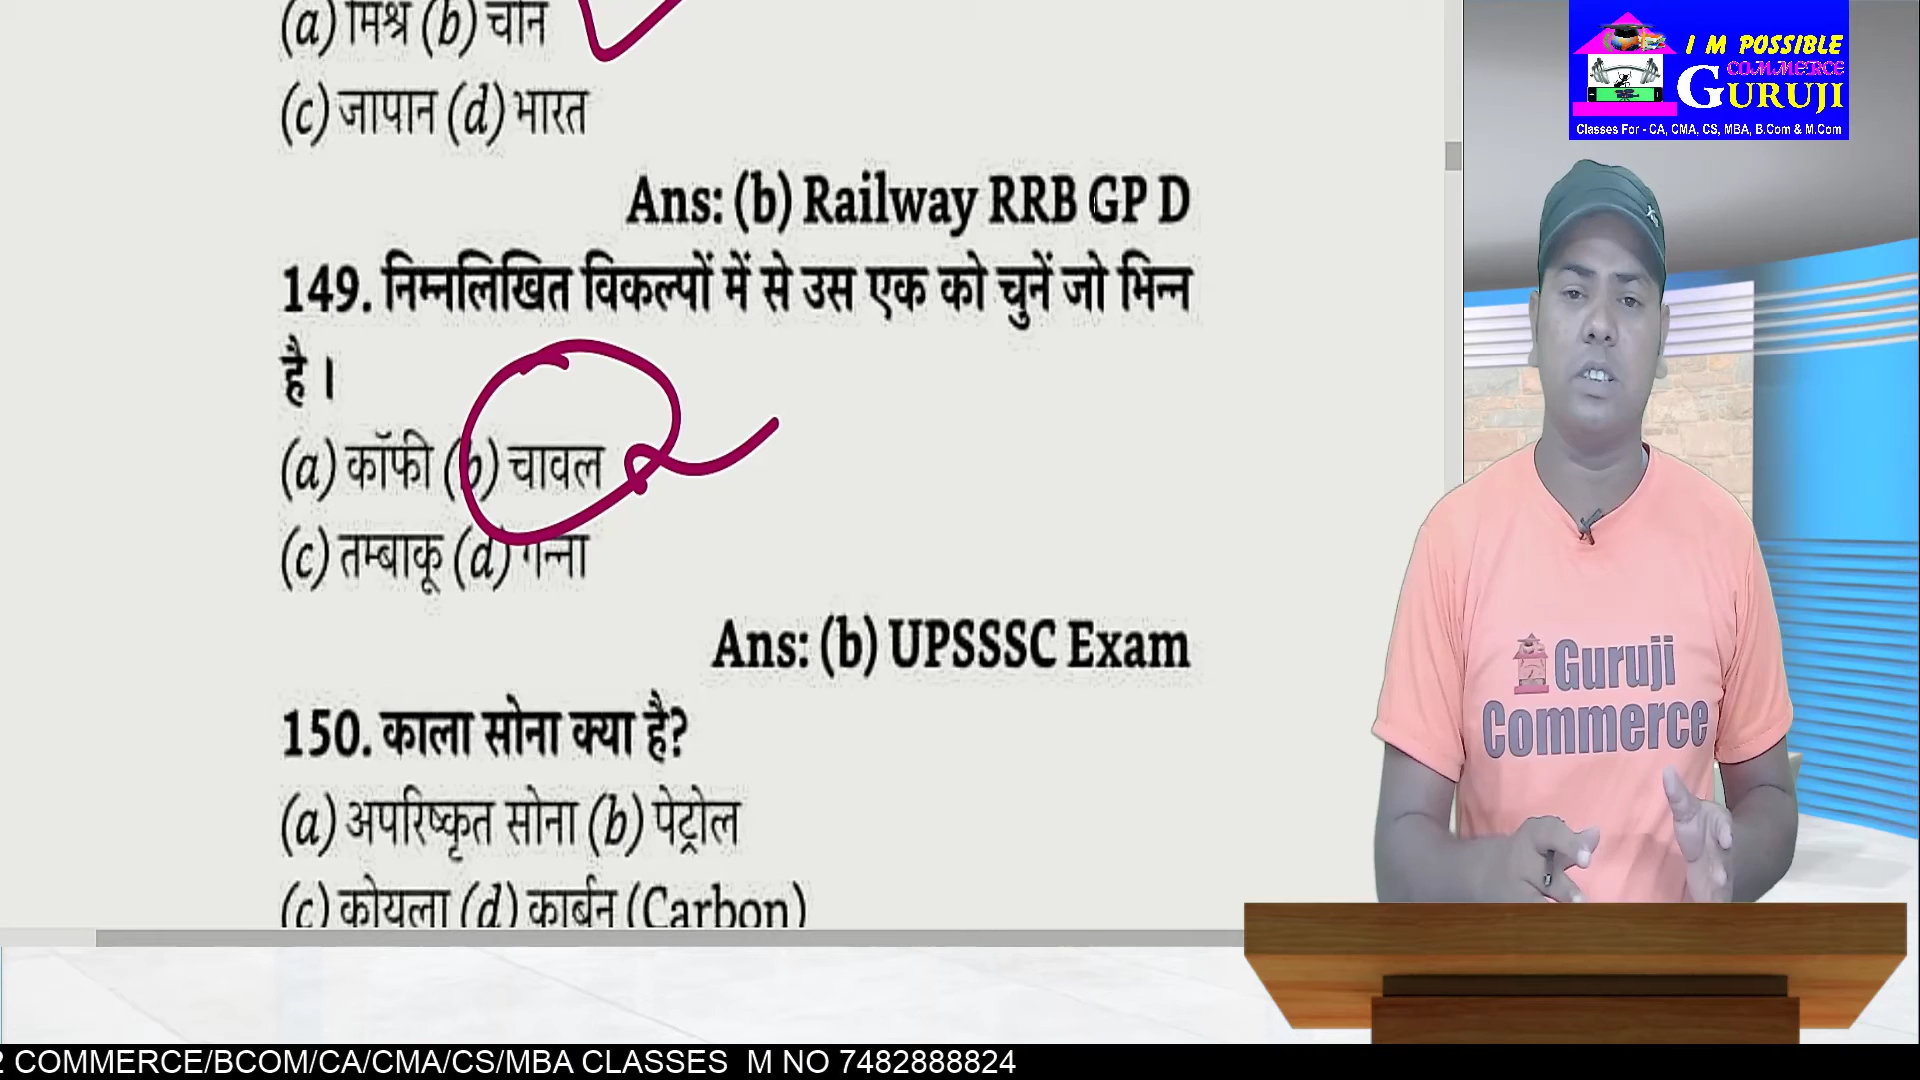 (a) मिश्र (b) चीन
(c) जापान (d) भारत
Ans: (b) Railway RRB GP D
149. निम्नलिखित विकल्पों में से उस एक को चुनें जो भिन्न
है ।
(a) कॉफी (b) चावल
(c) तम्बाकू (d) गन्ना
Ans: (b) UPSSSC Exam
150. काला सोना क्या है?
(a) अपरिष्कृत सोना (b) पेट्रोल
(c) कोयला (d) कार्बन (Carbon)
I M POSSIBLE
COMMERCE
GURUJI
Classes For - CA, CMA, CS, MBA, B.Com & M.Com
Guruji
Commerce
COMMERCE/BCOM/CA/CMA/CS/MBA CLASSES M NO 7482888824